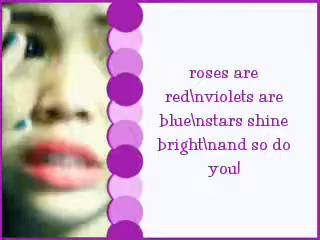 roses are
red\nviolets are
blue\nstars shine
bright\nand so do
you!